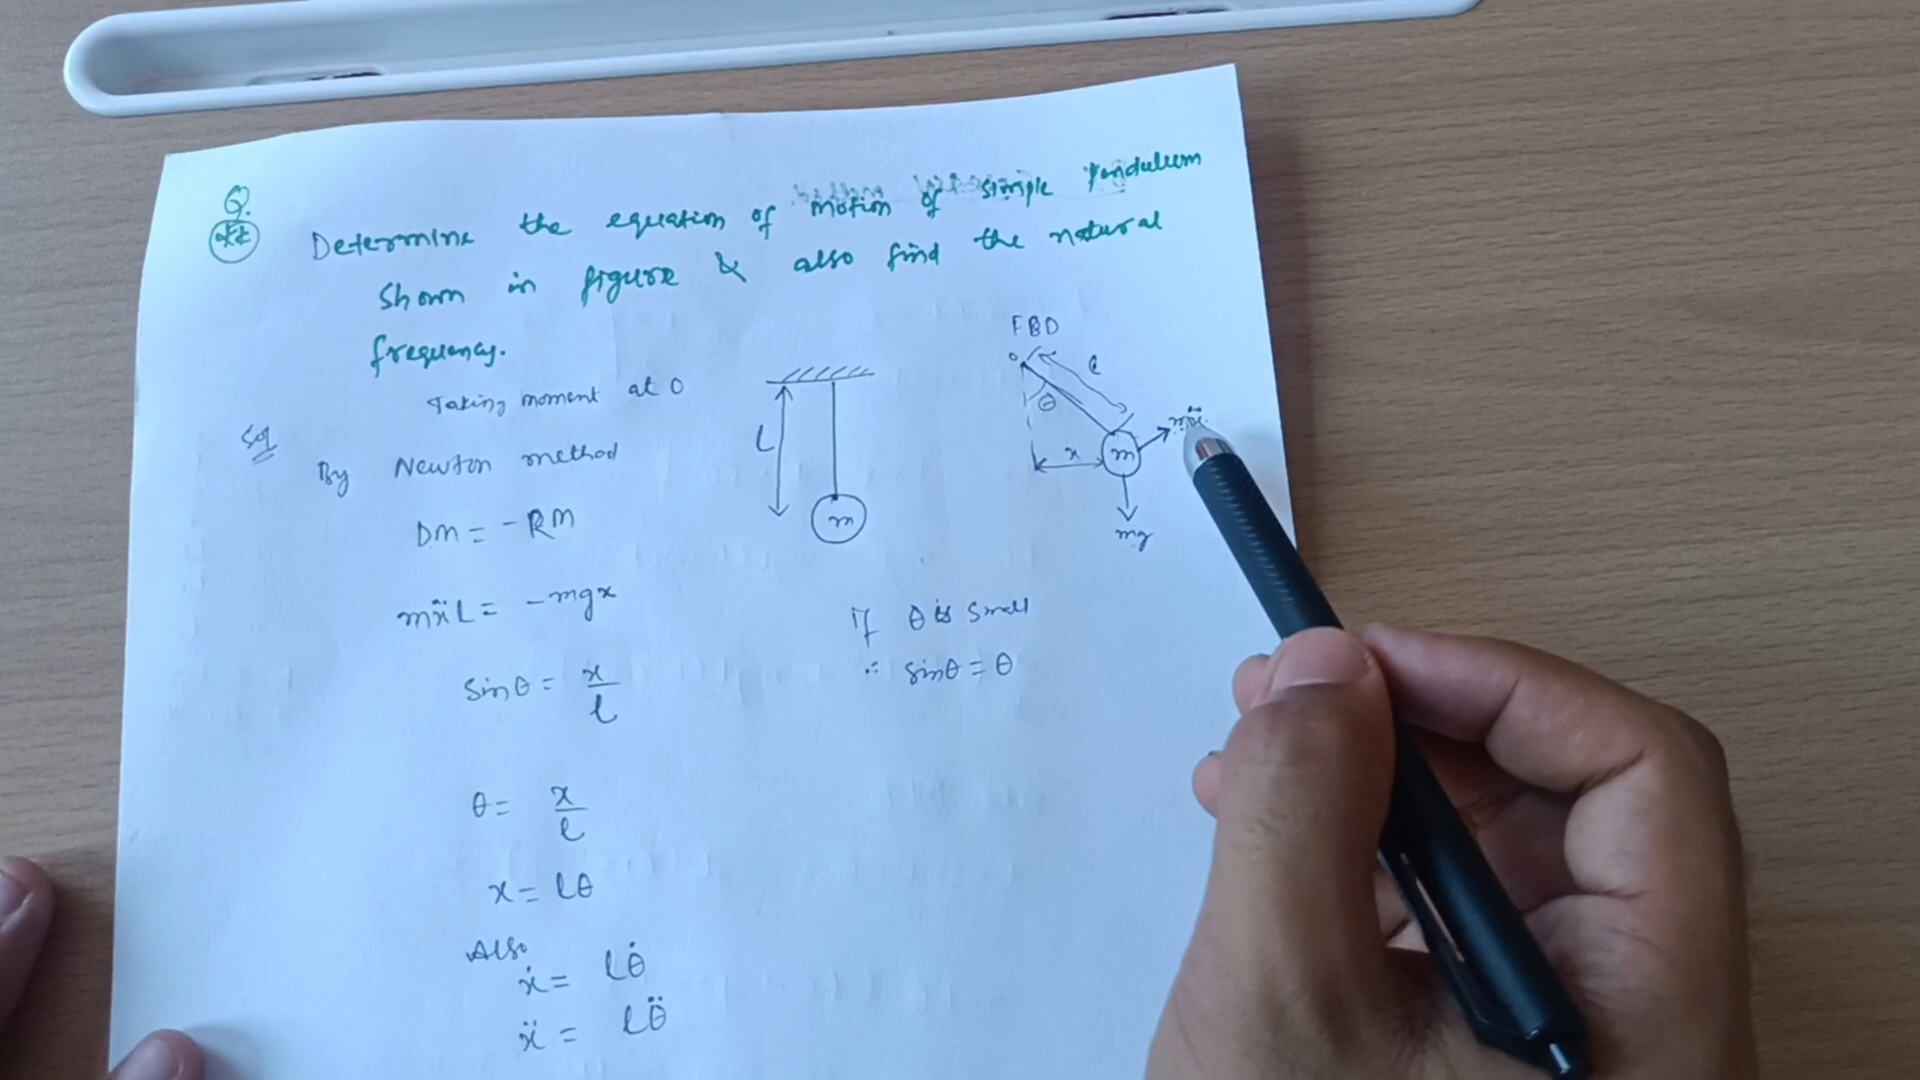 Q.
**
Determine the equation of motion of simple pendulum
Shown in figure & also find the natural
frequency.
Taking moment at O
Sol
By Newton method
DM = - RM
mẍL = - mgx
sinθ = x/l
θ = x/l
x = lθ
Also
ẋ = lθ̇
ẍ = lθ̈
L
m
FBD
o
l
θ
x
m
mẍ
mg
If θ is small
∴ sinθ = θ